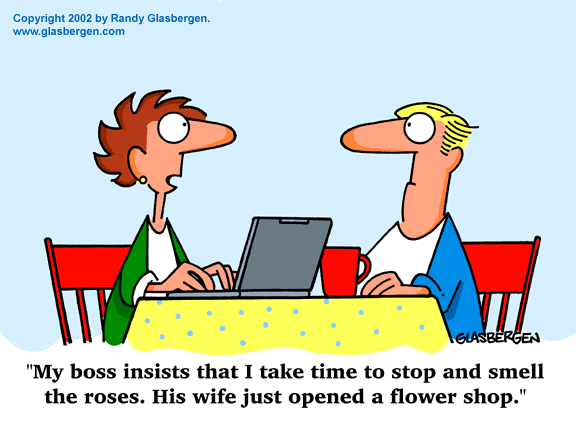 Copyright 2002 by Randy Glasbergen.
www.glasbergen.com
GLASBERGEN
"My boss insists that I take time to stop and smell
the roses. His wife just opened a flower shop."